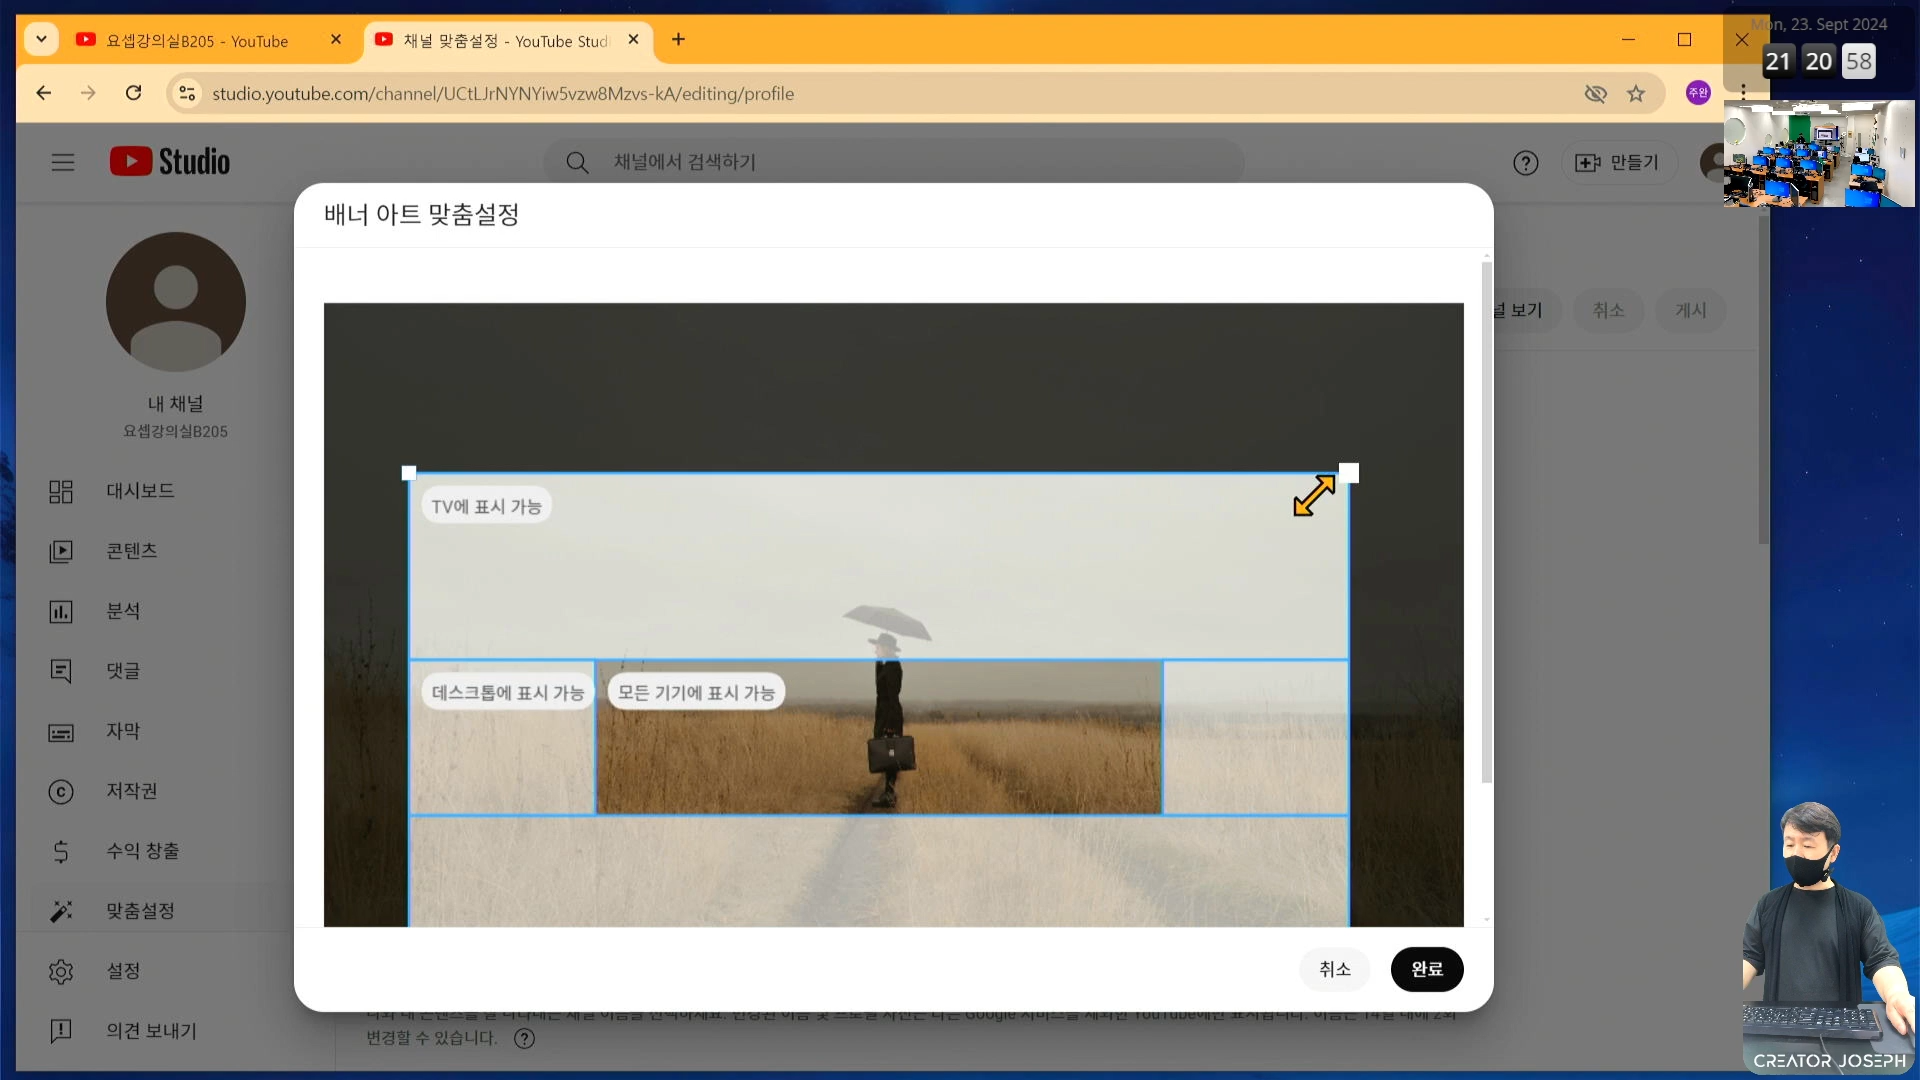 Mon, 23. Sept 2024
21 20 58
요셉강의실B205 - YouTube
채널 맞춤설정 - YouTube Stud
studio.youtube.com/channel/UCtLJrNYNYiw5vzw8Mzvs-kA/editing/profile
주완
Studio
채널에서 검색하기
만들기
배너 아트 맞춤설정
널 보기
취소
게시
내 채널
요셉강의실B205
대시보드
콘텐츠
분석
댓글
자막
저작권
수익 창출
맞춤설정
설정
의견 보내기
TV에 표시 가능
데스크톱에 표시 가능
모든 기기에 표시 가능
취소
완료
변경할 수 있습니다.
CREATOR JOSEPH